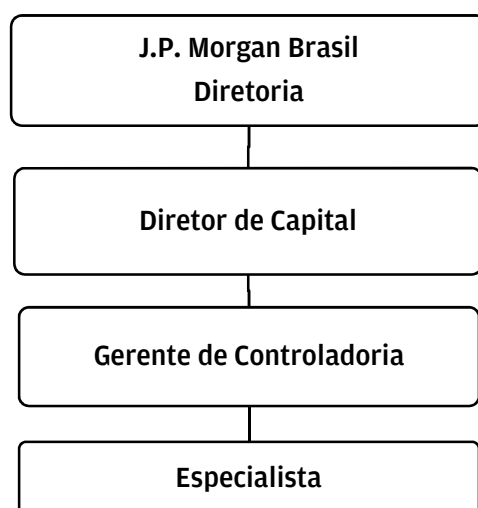 J.P. Morgan Brasil
Diretoria
Diretor de Capital
Gerente de Controladoria
Especialista